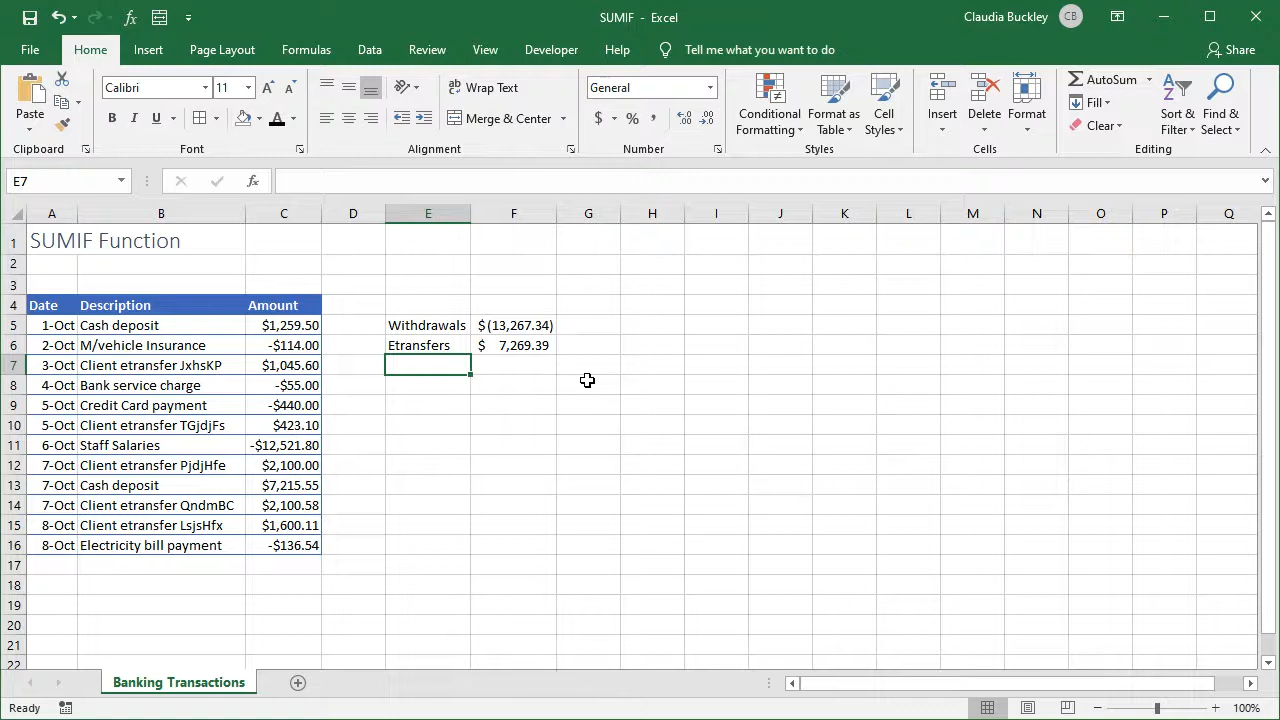 SUMIF - Excel
Claudia Buckley CB
File Home Insert Page Layout Formulas Data Review View Developer Help Tell me what you want to do Share
Paste
Clipboard
Calibri 11
B I U
Font
Wrap Text
Merge & Center
Alignment
General
$ % ,
Number
Conditional Formatting
Format as Table
Cell Styles
Styles
Insert Delete Format
Cells
AutoSum
Fill
Clear
Sort & Filter
Find & Select
Editing
E7 fx
A B C D E F G H I J K L M N O P Q
1 SUMIF Function
2
3
4 Date Description Amount
5 1-Oct Cash deposit $1,259.50 Withdrawals $(13,267.34)
6 2-Oct M/vehicle Insurance -$114.00 Etransfers $ 7,269.39
7 3-Oct Client etransfer JxhsKP $1,045.60
8 4-Oct Bank service charge -$55.00
9 5-Oct Credit Card payment -$440.00
10 5-Oct Client etransfer TGjdjFs $423.10
11 6-Oct Staff Salaries -$12,521.80
12 7-Oct Client etransfer PjdjHfe $2,100.00
13 7-Oct Cash deposit $7,215.55
14 7-Oct Client etransfer QndmBC $2,100.58
15 8-Oct Client etransfer LsjsHfx $1,600.11
16 8-Oct Electricity bill payment -$136.54
17
18
19
20
21
22
Banking Transactions
Ready 100%